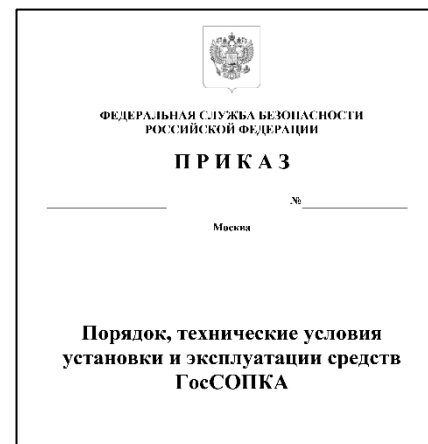 ФЕДЕРАЛЬНАЯ СЛУЖБА БЕЗОПАСНОСТИ
РОССИЙСКОЙ ФЕДЕРАЦИИ
ПРИКАЗ
№
Москва
Порядок, технические условия
установки и эксплуатации средств
ГосСОПКА